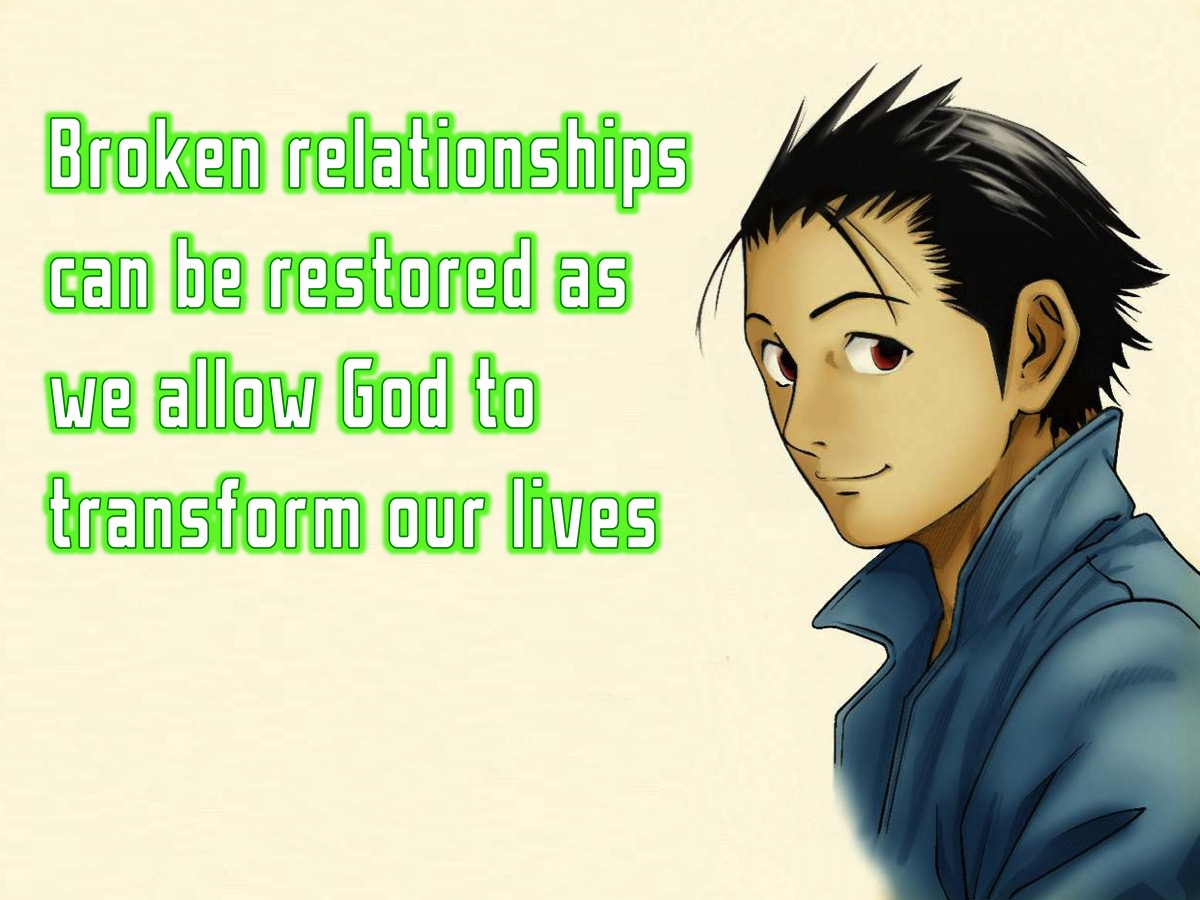 Broken relationships
can be restored as
we allow God to
transform our lives